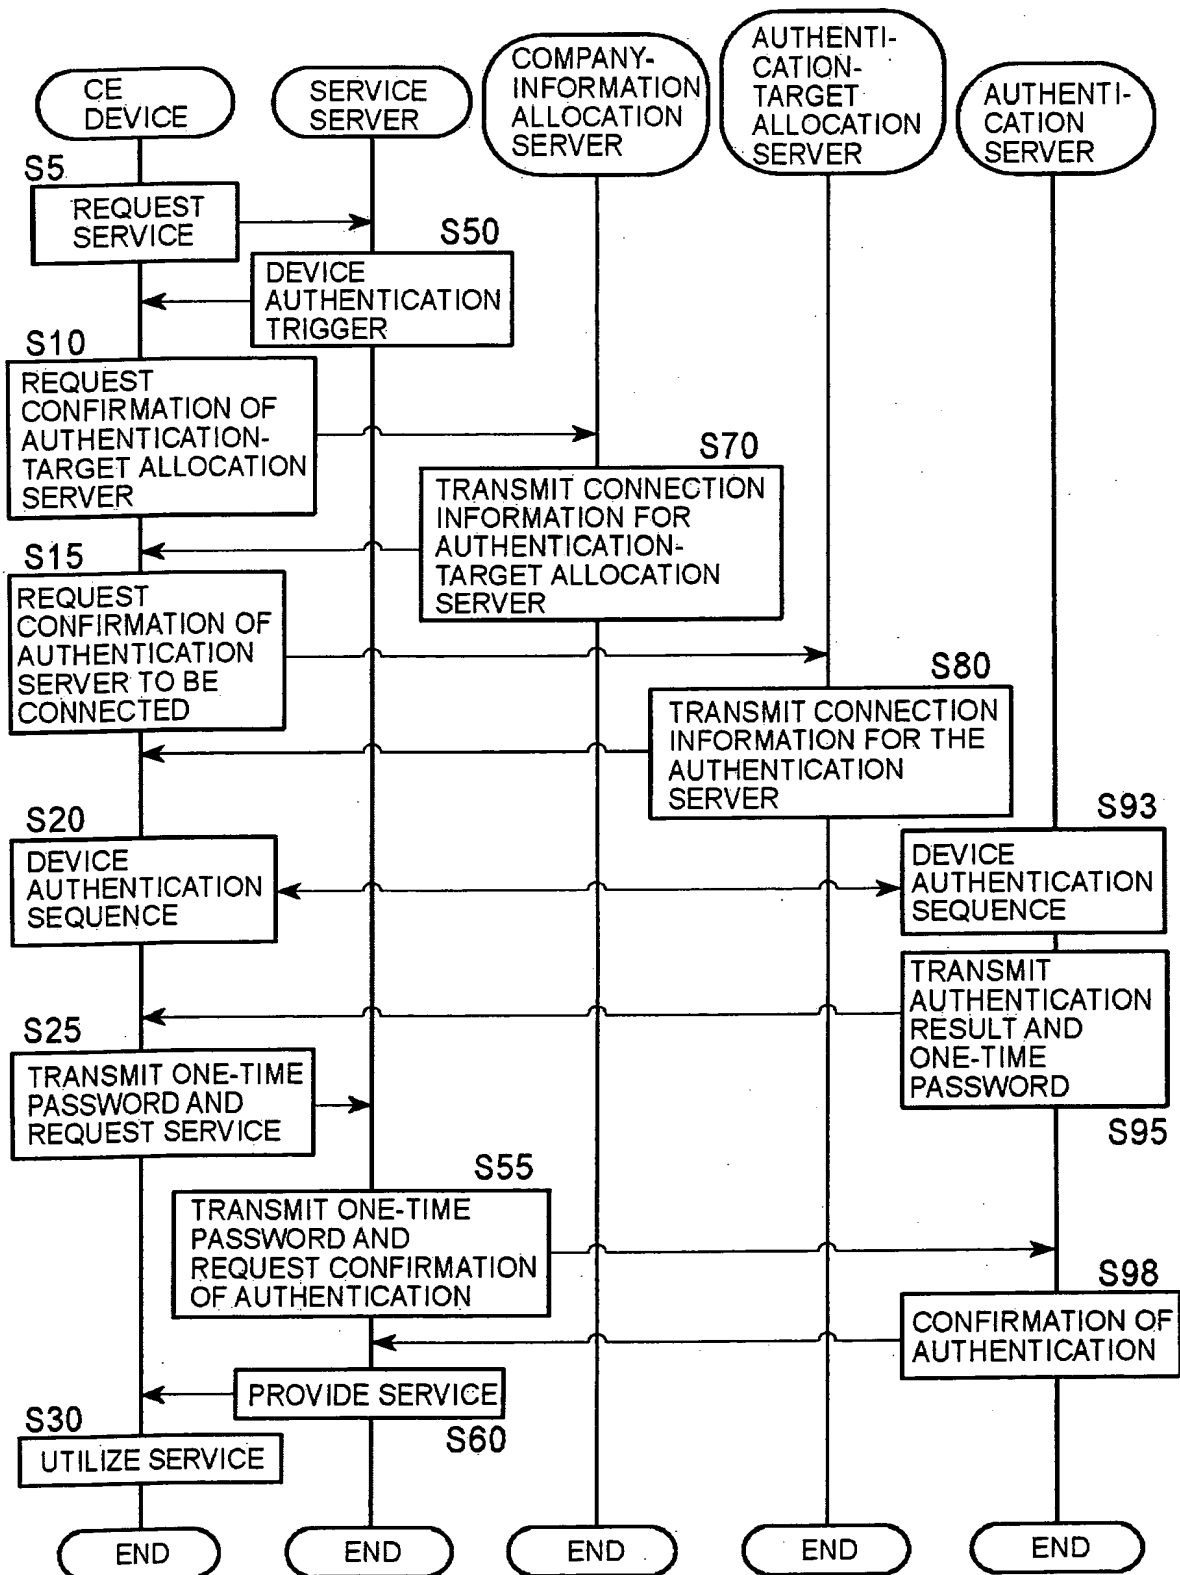 CE
DEVICE
SERVICE
SERVER
COMPANY-
INFORMATION
ALLOCATION
SERVER
AUTHENTI-
CATION-
TARGET
ALLOCATION
SERVER
AUTHENTI-
CATION
SERVER
S5
REQUEST
SERVICE
S50
DEVICE
AUTHENTICATION
TRIGGER
S10
REQUEST
CONFIRMATION OF
AUTHENTICATION-
TARGET ALLOCATION
SERVER
S70
TRANSMIT CONNECTION
INFORMATION FOR
AUTHENTICATION-
TARGET ALLOCATION
SERVER
S15
REQUEST
CONFIRMATION OF
AUTHENTICATION
SERVER TO BE
CONNECTED
S80
TRANSMIT CONNECTION
INFORMATION FOR THE
AUTHENTICATION
SERVER
S20
DEVICE
AUTHENTICATION
SEQUENCE
S93
DEVICE
AUTHENTICATION
SEQUENCE
TRANSMIT
AUTHENTICATION
RESULT AND
ONE-TIME
PASSWORD
S95
S25
TRANSMIT ONE-TIME
PASSWORD AND
REQUEST SERVICE
S55
TRANSMIT ONE-TIME
PASSWORD AND
REQUEST CONFIRMATION
OF AUTHENTICATION
S98
CONFIRMATION OF
AUTHENTICATION
PROVIDE SERVICE
S60
S30
UTILIZE SERVICE
END
END
END
END
END